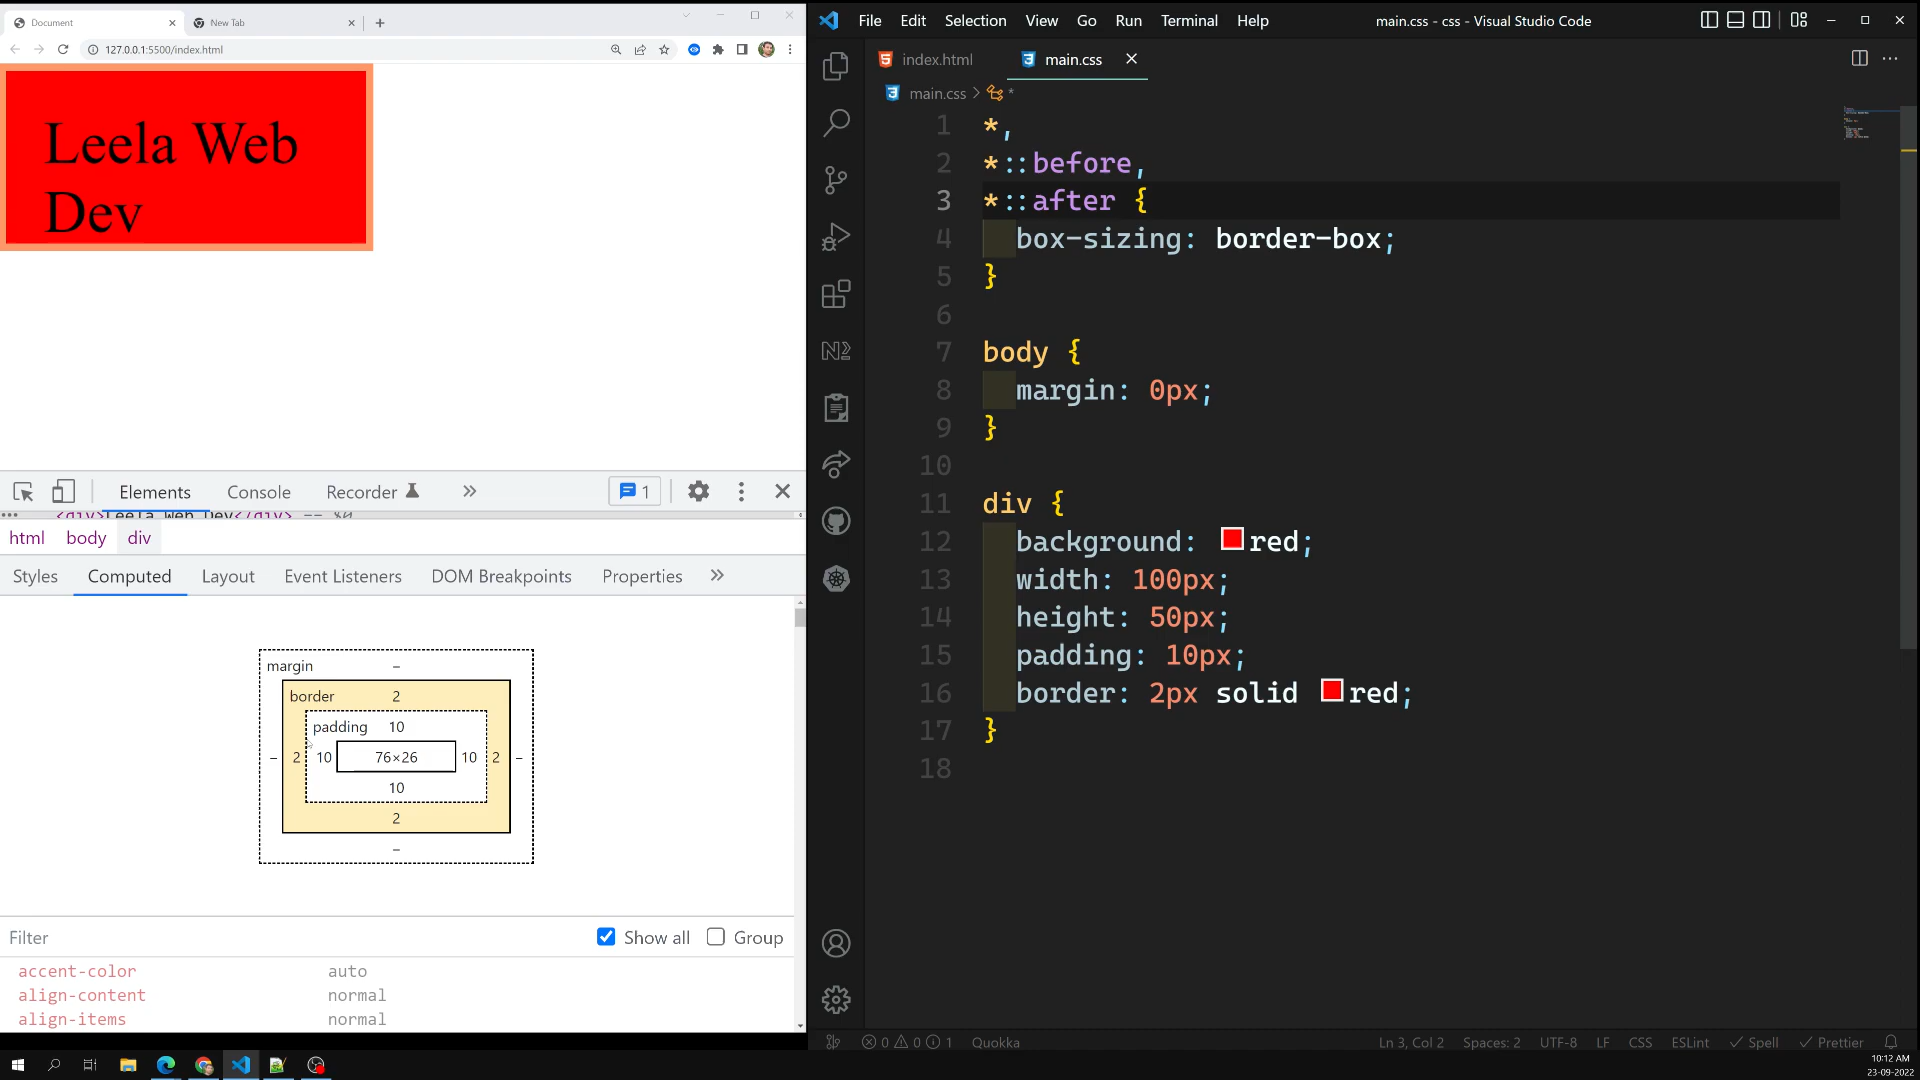 Document
New Tab
127.0.0.1:5500/index.html
Leela Web
Dev
Elements
Console
Recorder
1
<div>Leela Web Dev</div> == $0
html
body
div
Styles
Computed
Layout
Event Listeners
DOM Breakpoints
Properties
margin
–
border
2
padding
10
–
2
10
76×26
10
2
–
10
2
–
Filter
Show all
Group
accent-color auto
align-content normal
align-items normal
File Edit Selection View Go Run Terminal Help
main.css - css - Visual Studio Code
index.html
main.css
main.css > *
1 *,
2 *::before,
3 *::after {
4 box-sizing: border-box;
5 }
6
7 body {
8 margin: 0px;
9 }
10
11 div {
12 background: red;
13 width: 100px;
14 height: 50px;
15 padding: 10px;
16 border: 2px solid red;
17 }
18
0 0 1 Quokka
Ln 3, Col 2 Spaces: 2 UTF-8 LF CSS ESLint Spell Prettier
10:12 AM
23-09-2022